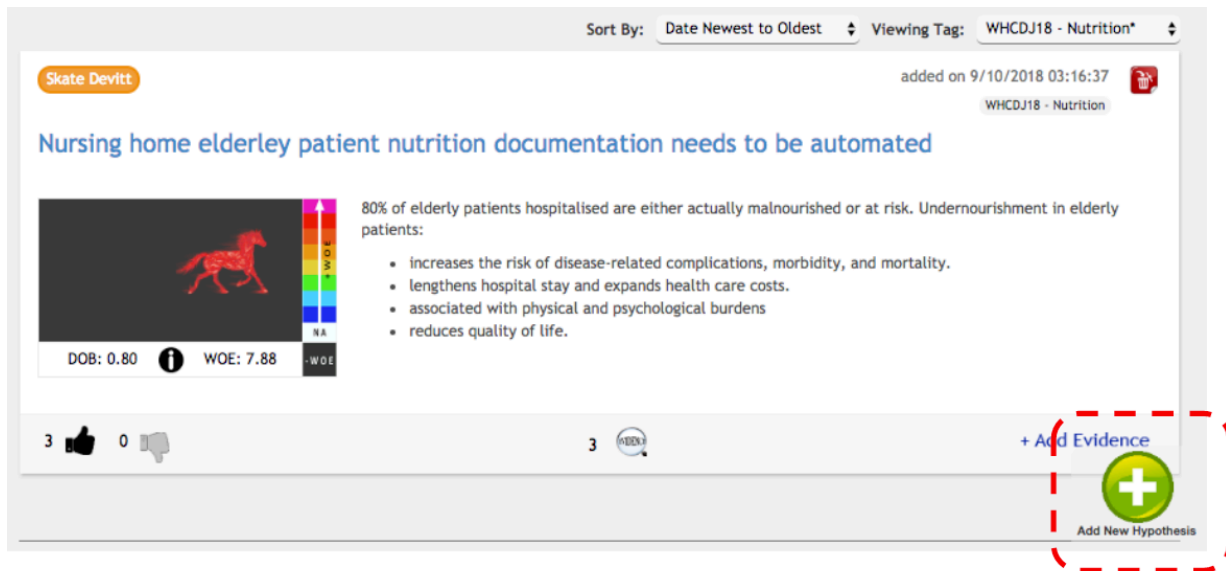 Sort By: Date Newest to Oldest Viewing Tag: WHCDJ18 - Nutrition*
Skate Devitt
added on 9/10/2018 03:16:37
WHCDJ18 - Nutrition
Nursing home elderley patient nutrition documentation needs to be automated
80% of elderly patients hospitalised are either actually malnourished or at risk. Undernourishment in elderly
patients:
• increases the risk of disease-related complications, morbidity, and mortality.
• lengthens hospital stay and expands health care costs.
• associated with physical and psychological burdens
• reduces quality of life.
+ WOE
NA
-WOE
DOB: 0.80 i WOE: 7.88
3 0 3 EVIDENCE + Add Evidence
Add New Hypothesis